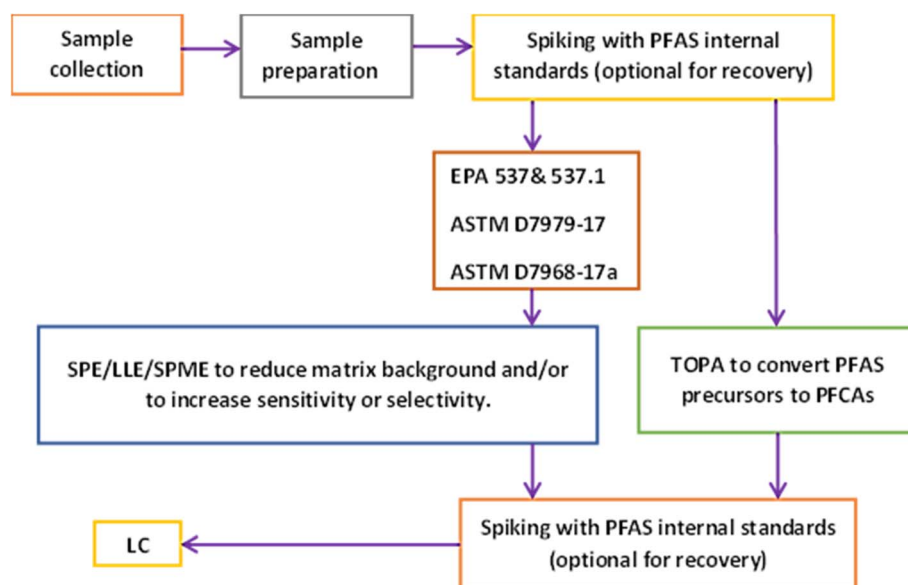 Sample
collection
Sample
preparation
Spiking with PFAS internal
standards (optional for recovery)
EPA 537& 537.1
ASTM D7979-17
ASTM D7968-17a
SPE/LLE/SPME to reduce matrix background and/or
to increase sensitivity or selectivity.
TOPA to convert PFAS
precursors to PFCAs
Spiking with PFAS internal standards
(optional for recovery)
LC